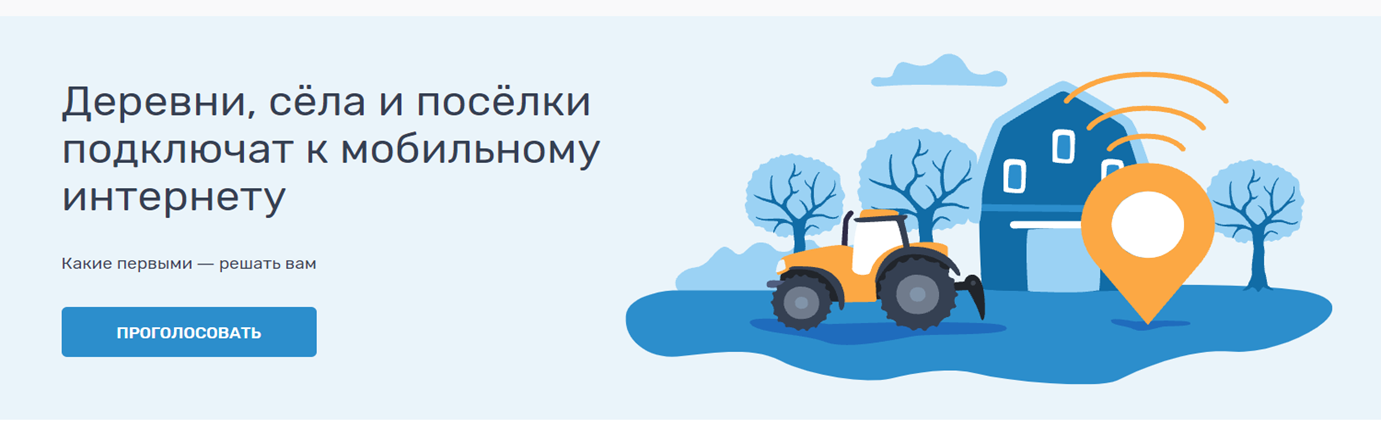 Деревни, сёла и посёлки
подключат к мобильному
интернету
Какие первыми — решать вам
ПРОГОЛОСОВАТЬ